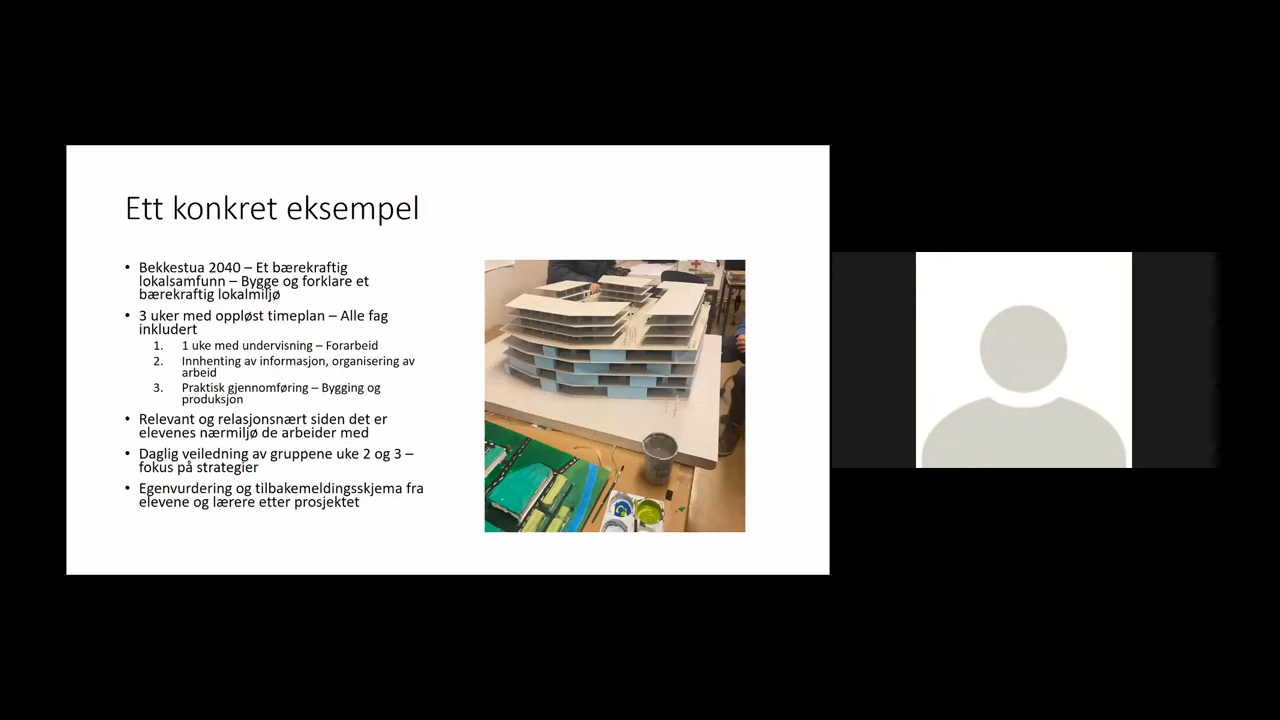 Ett konkret eksempel
• Bekkestua 2040 – Et bærekraftig
lokalsamfunn – Bygge og forklare et
bærekraftig lokalmiljø
• 3 uker med oppløst timeplan – Alle fag
inkludert
1. 1 uke med undervisning – Forarbeid
2. Innhenting av informasjon, organisering av
arbeid
3. Praktisk gjennomføring – Bygging og
produksjon
• Relevant og relasjonsnært siden det er
elevenes nærmiljø de arbeider med
• Daglig veiledning av gruppene uke 2 og 3 –
fokus på strategier
• Egenvurdering og tilbakemeldingsskjema fra
elevene og lærere etter prosjektet